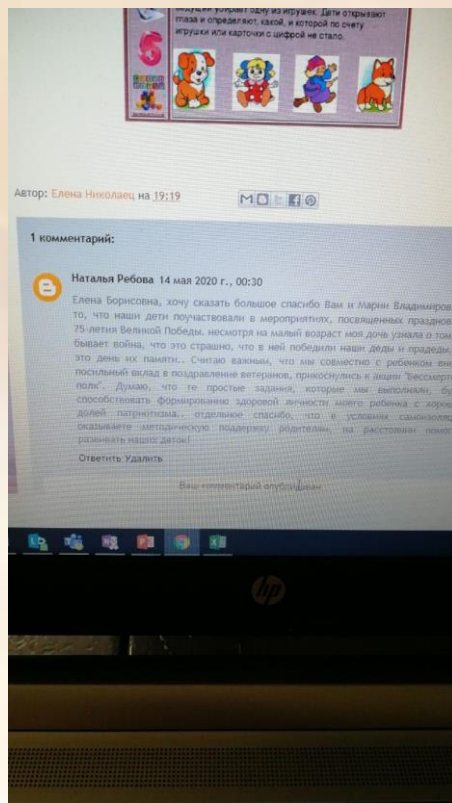 ведущий убирает одну из игрушек. Дети открывают
глаза и определяют, какой, и которой по счету
игрушки или карточки с цифрой не стало.
Автор: Елена Николаец на 19:19
1 комментарий:
Наталья Ребова 14 мая 2020 г., 00:30
Елена Борисовна, хочу сказать большое спасибо Вам и Марии Владимиров
то, что наши дети поучаствовали в мероприятиях, посвященных празднов
75-летия Великой Победы, несмотря на малый возраст моя дочь узнала о том,
бывает война, что это страшно, что в ней победили наши деды и прадеды,
это день их памяти.. Считаю важным, что мы совместно с ребенком вне
посильный вклад в поздравление ветеранов, прикоснулись к акции "Бессмерт
полк". Думаю, что те простые задания, которые мы выполняли, бу
способствовать формированию здоровой личности моего ребенка с хорош
долей патриотизма.. отдельное спасибо, что в условиях самоизоляц
оказываете методическую поддержку родителям, на расстоянии помог
развивать наших деток!
Ответить Удалить
Ваш комментарий опубликован
hp